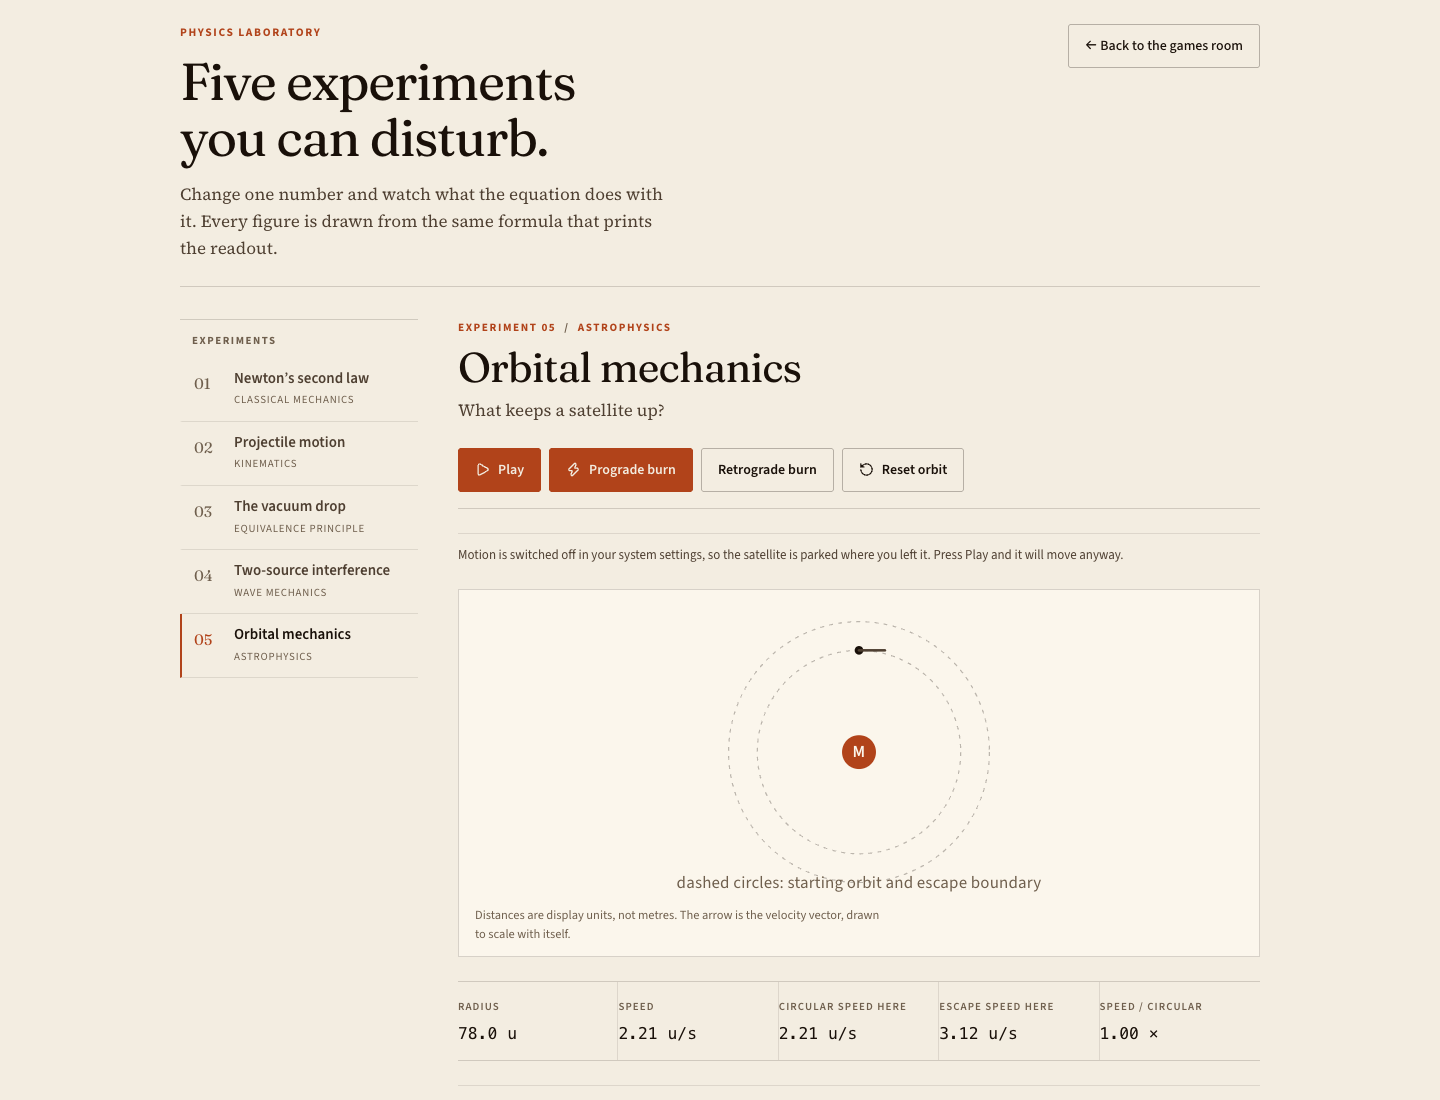 PHYSICS LABORATORY
← Back to the games room
Five experiments
you can disturb.
Change one number and watch what the equation does with
it. Every figure is drawn from the same formula that prints
the readout.
EXPERIMENTS
01 Newton’s second law
CLASSICAL MECHANICS
02 Projectile motion
KINEMATICS
03 The vacuum drop
EQUIVALENCE PRINCIPLE
04 Two-source interference
WAVE MECHANICS
05 Orbital mechanics
ASTROPHYSICS
EXPERIMENT 05 / ASTROPHYSICS
Orbital mechanics
What keeps a satellite up?
Play Prograde burn Retrograde burn Reset orbit
Motion is switched off in your system settings, so the satellite is parked where you left it. Press Play and it will move anyway.
M
dashed circles: starting orbit and escape boundary
Distances are display units, not metres. The arrow is the velocity vector, drawn
to scale with itself.
RADIUS SPEED CIRCULAR SPEED HERE ESCAPE SPEED HERE SPEED / CIRCULAR
78.0 u 2.21 u/s 2.21 u/s 3.12 u/s 1.00 ×